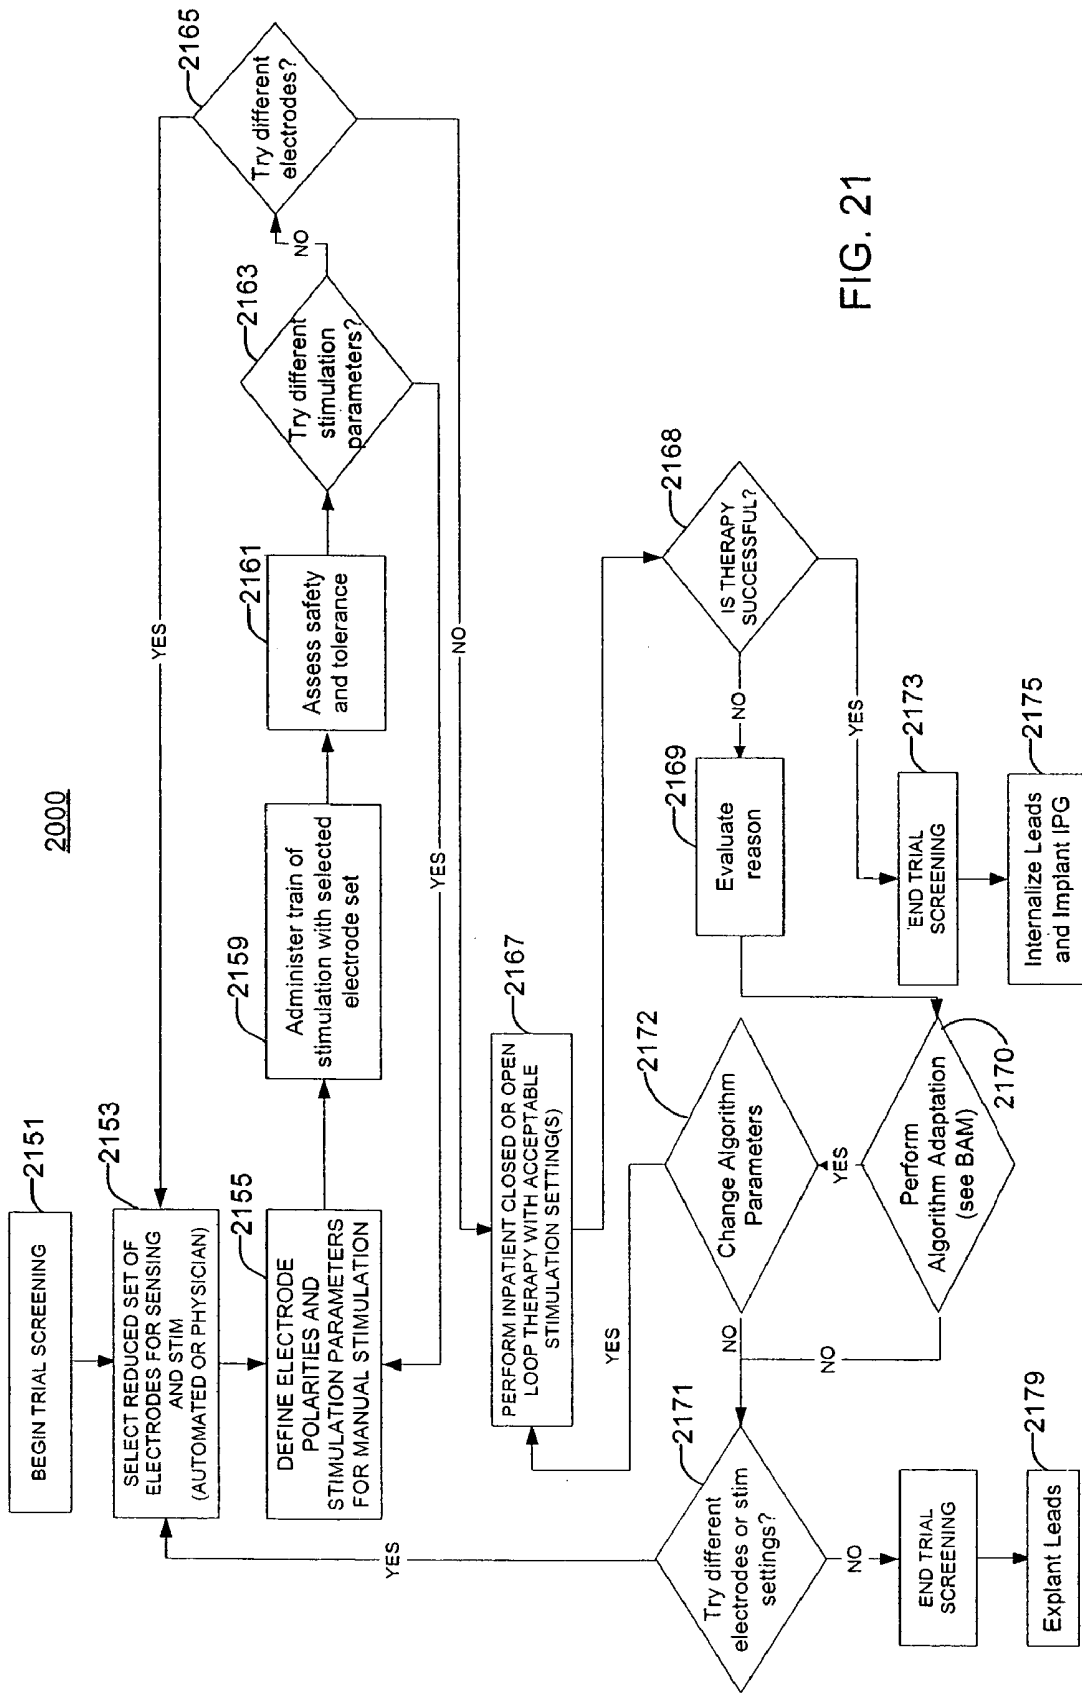 2000
2151
BEGIN TRIAL SCREENING
2153
SELECT REDUCED SET OF
ELECTRODES FOR SENSING
AND STIM
(AUTOMATED OR PHYSICIAN)
2155
DEFINE ELECTRODE
POLARITIES AND
STIMULATION PARAMETERS
FOR MANUAL STIMULATION
2159
Administer train of
stimulation with selected
electrode set
2161
Assess safety
and tolerance
2163
Try different
stimulation
parameters?
NO
2165
Try different
electrodes?
YES
YES
NO
2167
PERFORM INPATIENT CLOSED OR OPEN
LOOP THERAPY WITH ACCEPTABLE
STIMULATION SETTING(S)
2168
IS THERAPY
SUCCESSFUL?
NO
YES
2169
Evaluate
reason
2170
Perform
Algorithm Adaptation
(see BAM)
YES
NO
2172
Change Algorithm
Parameters
YES
NO
2171
Try different
electrodes or stim
settings?
YES
NO
END TRIAL
SCREENING
2179
Explant Leads
2173
END TRIAL
SCREENING
2175
Internalize Leads
and Implant IPG
FIG. 21